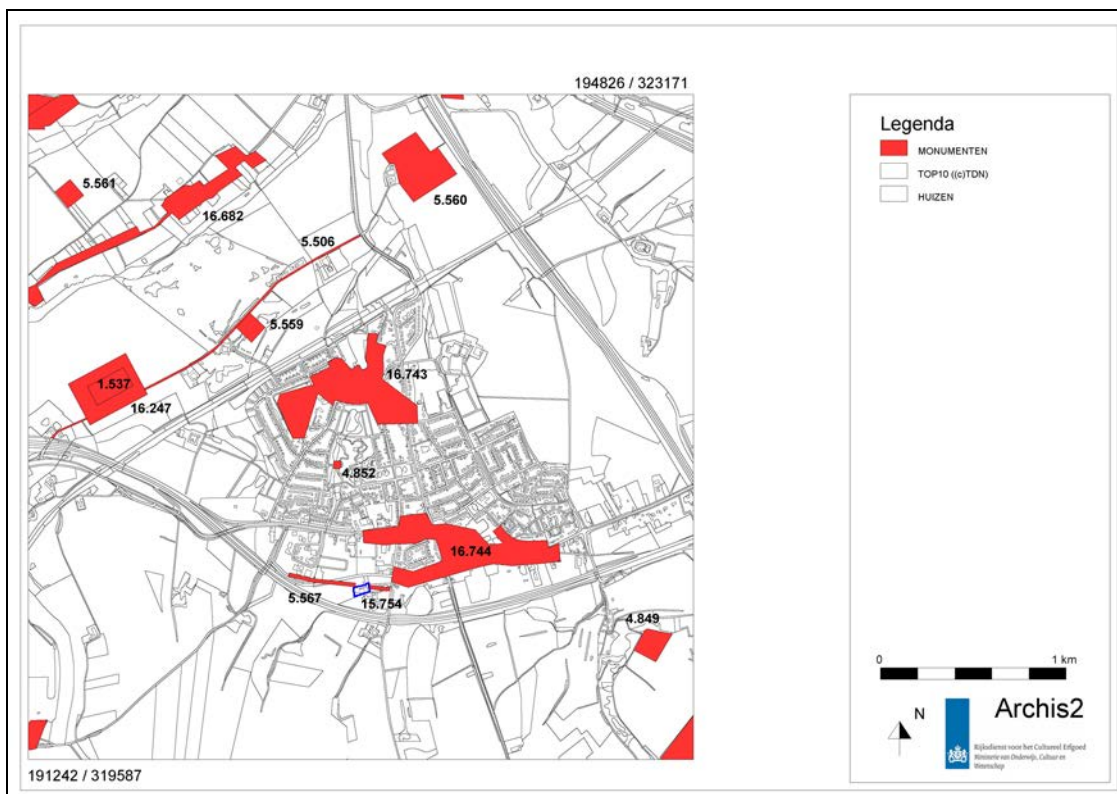 194826 / 323171
Legenda
MONUMENTEN
TOP10 ((c)TDN)
HUIZEN
5.561
5.560
16.682
5.506
5.559
16.743
1.537
16.247
4.852
16.744
5.567
15.754
4.849
0 1 km
N
Archis2
Rijksdienst voor het Cultureel Erfgoed
Ministerie van Onderwijs, Cultuur en
Wetenschap
191242 / 319587